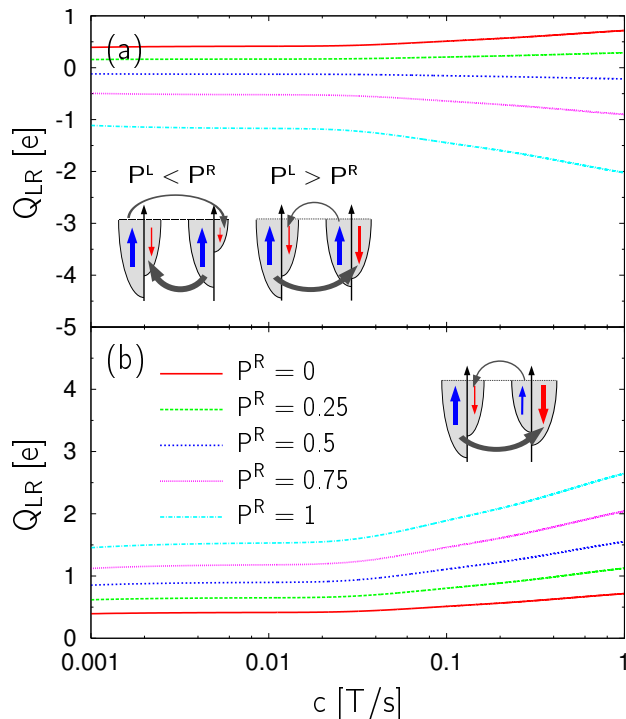 1
(a)
0
-1
Q_LR [e]
-2
P^L < P^R P^L > P^R
-3
-4
-5
(b)
4
P^R = 0
P^R = 0.25
3
P^R = 0.5
Q_LR [e]
P^R = 0.75
2
P^R = 1
1
0
0.001 0.01 0.1 1
c [T/s]